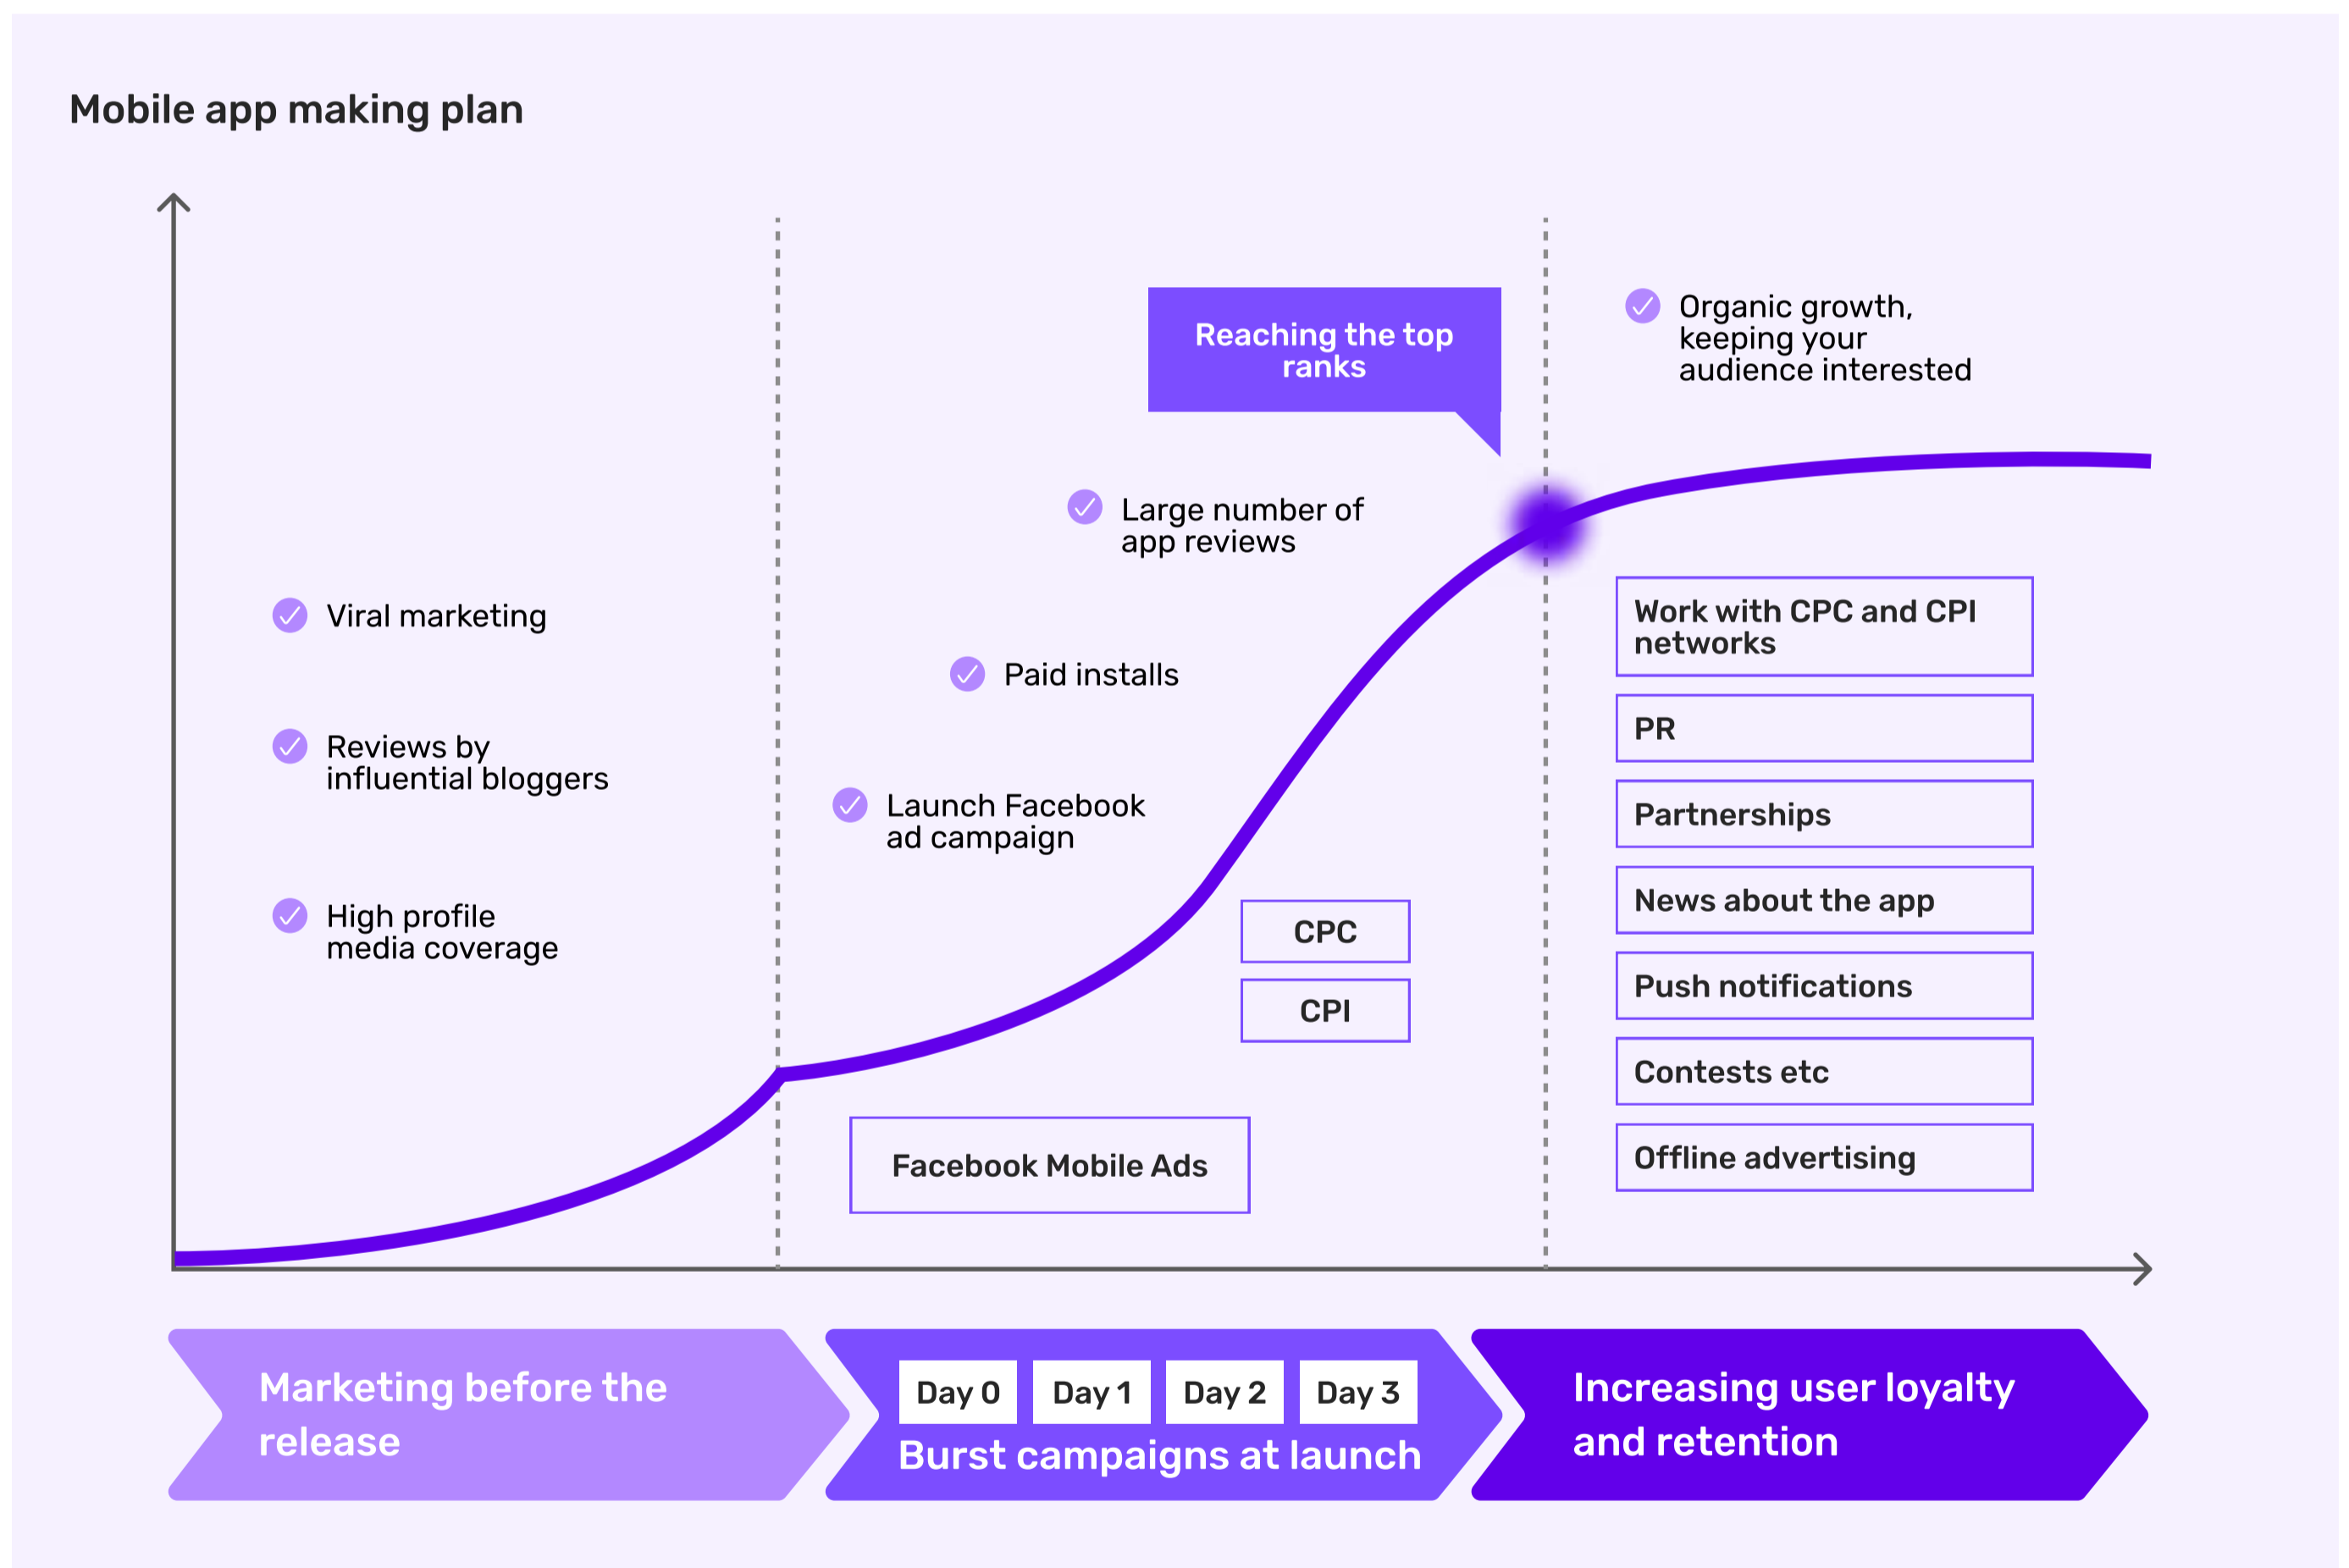 Mobile app making plan
Viral marketing
Reviews by
influential bloggers
High profile
media coverage
Reaching the top
ranks
Large number of
app reviews
Paid installs
Launch Facebook
ad campaign
CPC
CPI
Facebook Mobile Ads
Organic growth,
keeping your
audience interested
Work with CPC and CPI
networks
PR
Partnerships
News about the app
Push notifications
Contests etc
Offline advertising
Marketing before the
release
Day 0
Day 1
Day 2
Day 3
Burst campaigns at launch
Increasing user loyalty
and retention